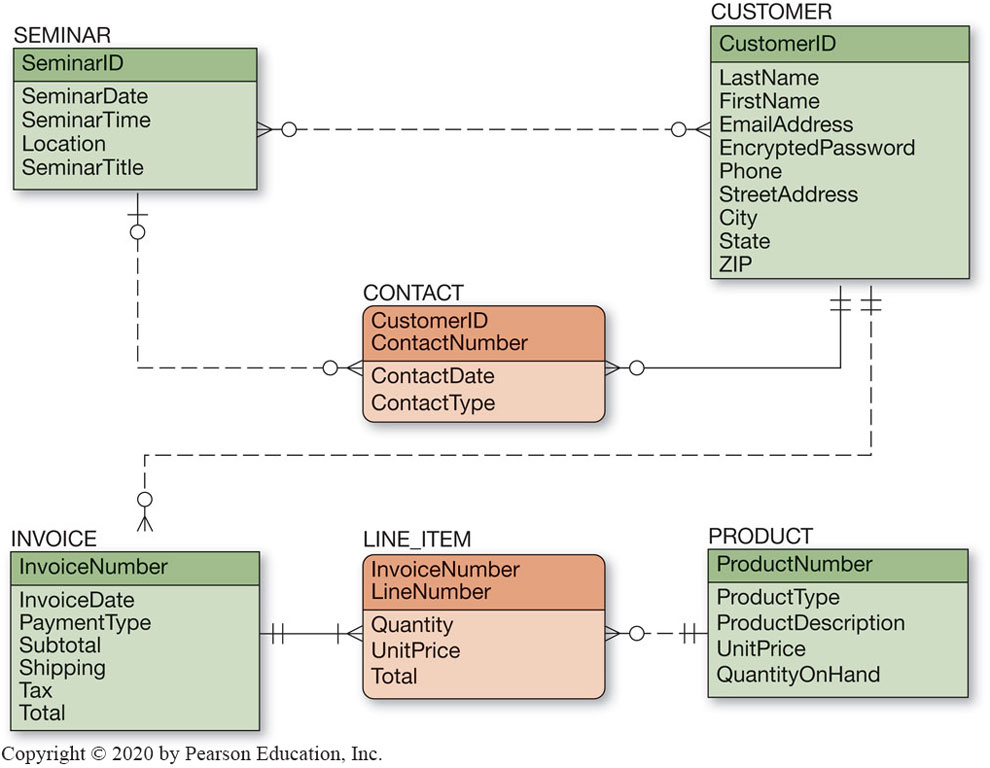 SEMINAR
SeminarID
SeminarDate
SeminarTime
Location
SeminarTitle
CUSTOMER
CustomerID
LastName
FirstName
EmailAddress
EncryptedPassword
Phone
StreetAddress
City
State
ZIP
CONTACT
CustomerID
ContactNumber
ContactDate
ContactType
INVOICE
InvoiceNumber
InvoiceDate
PaymentType
Subtotal
Shipping
Tax
Total
LINE_ITEM
InvoiceNumber
LineNumber
Quantity
UnitPrice
Total
PRODUCT
ProductNumber
ProductType
ProductDescription
UnitPrice
QuantityOnHand
Copyright © 2020 by Pearson Education, Inc.